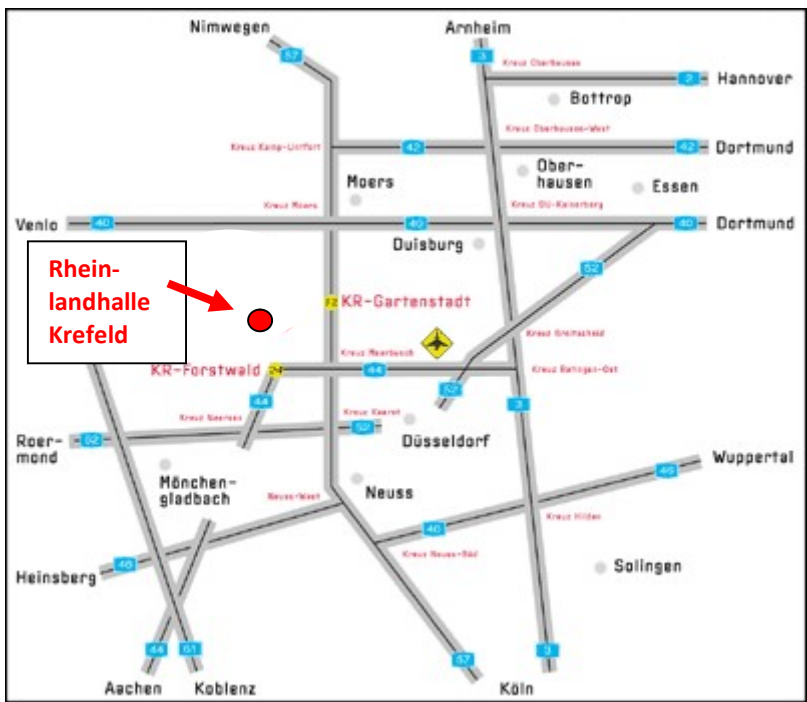 Nimwegen
Arnheim
57
3
Kreuz Oberhausen
2
Hannover
Bottrop
Kreuz Oberhausen-West
Kreuz Kamp-Lintfort
42
42
Dortmund
Ober-
hausen
Moers
Essen
Kreuz Moers
Kreuz DU-Kaiserberg
Venlo
40
40
40
Dortmund
Duisburg
Rhein-
landhalle
Krefeld
52
12
KR-Gartenstadt
Kreuz Breitscheid
Kreuz Meerbusch
KR-Forstwald
24
44
Kreuz Ratingen-Ost
52
44
3
Kreuz Neersen
Kreuz Kaarst
52
52
Düsseldorf
Roer-
mond
Wuppertal
46
Mönchen-
gladbach
Neuss
Neuss-West
Kreuz Hilden
46
Kreuz Neuss-Süd
46
Heinsberg
Solingen
44
61
57
3
Aachen
Koblenz
Köln